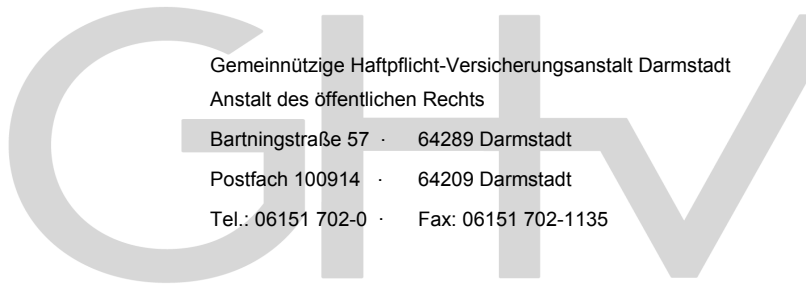 GHV
Gemeinnützige Haftpflicht-Versicherungsanstalt Darmstadt
Anstalt des öffentlichen Rechts
Bartningstraße 57 · 64289 Darmstadt
Postfach 100914 · 64209 Darmstadt
Tel.: 06151 702-0 · Fax: 06151 702-1135